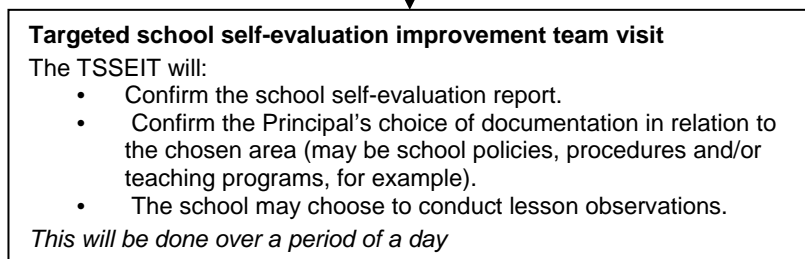 Targeted school self-evaluation improvement team visit
The TSSEIT will:
• Confirm the school self-evaluation report.
• Confirm the Principal's choice of documentation in relation to
the chosen area (may be school policies, procedures and/or
teaching programs, for example).
• The school may choose to conduct lesson observations.
This will be done over a period of a day